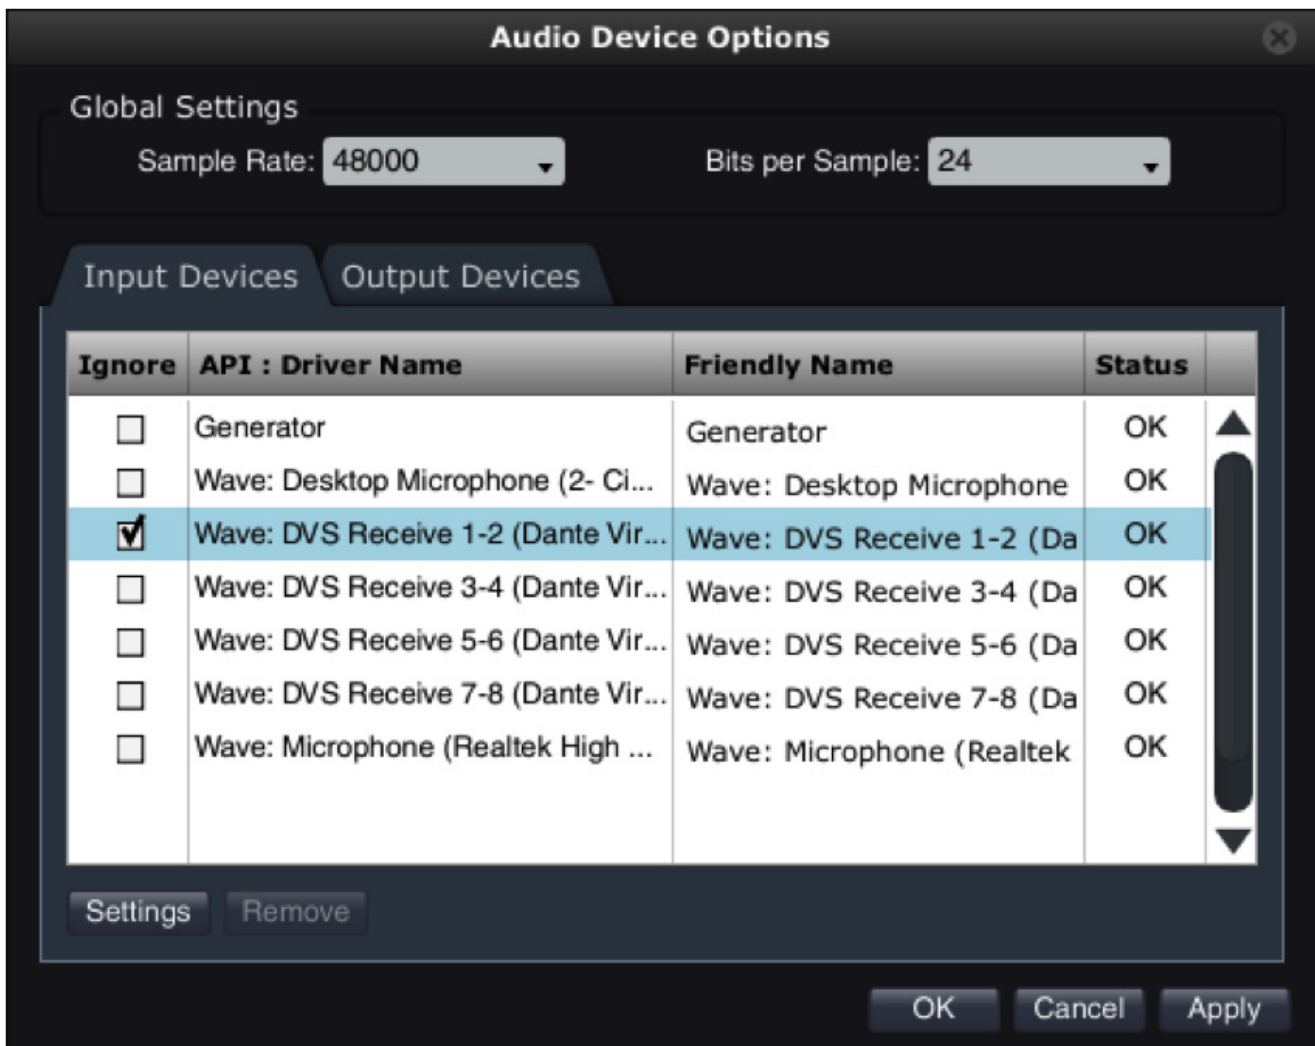 Audio Device Options
Global Settings
Sample Rate: 48000 Bits per Sample: 24
Input Devices Output Devices
Ignore API : Driver Name Friendly Name Status
Generator Generator OK
Wave: Desktop Microphone (2- Ci... Wave: Desktop Microphone OK
Wave: DVS Receive 1-2 (Dante Vir... Wave: DVS Receive 1-2 (Da OK
Wave: DVS Receive 3-4 (Dante Vir... Wave: DVS Receive 3-4 (Da OK
Wave: DVS Receive 5-6 (Dante Vir... Wave: DVS Receive 5-6 (Da OK
Wave: DVS Receive 7-8 (Dante Vir... Wave: DVS Receive 7-8 (Da OK
Wave: Microphone (Realtek High ... Wave: Microphone (Realtek OK
Settings Remove
OK Cancel Apply